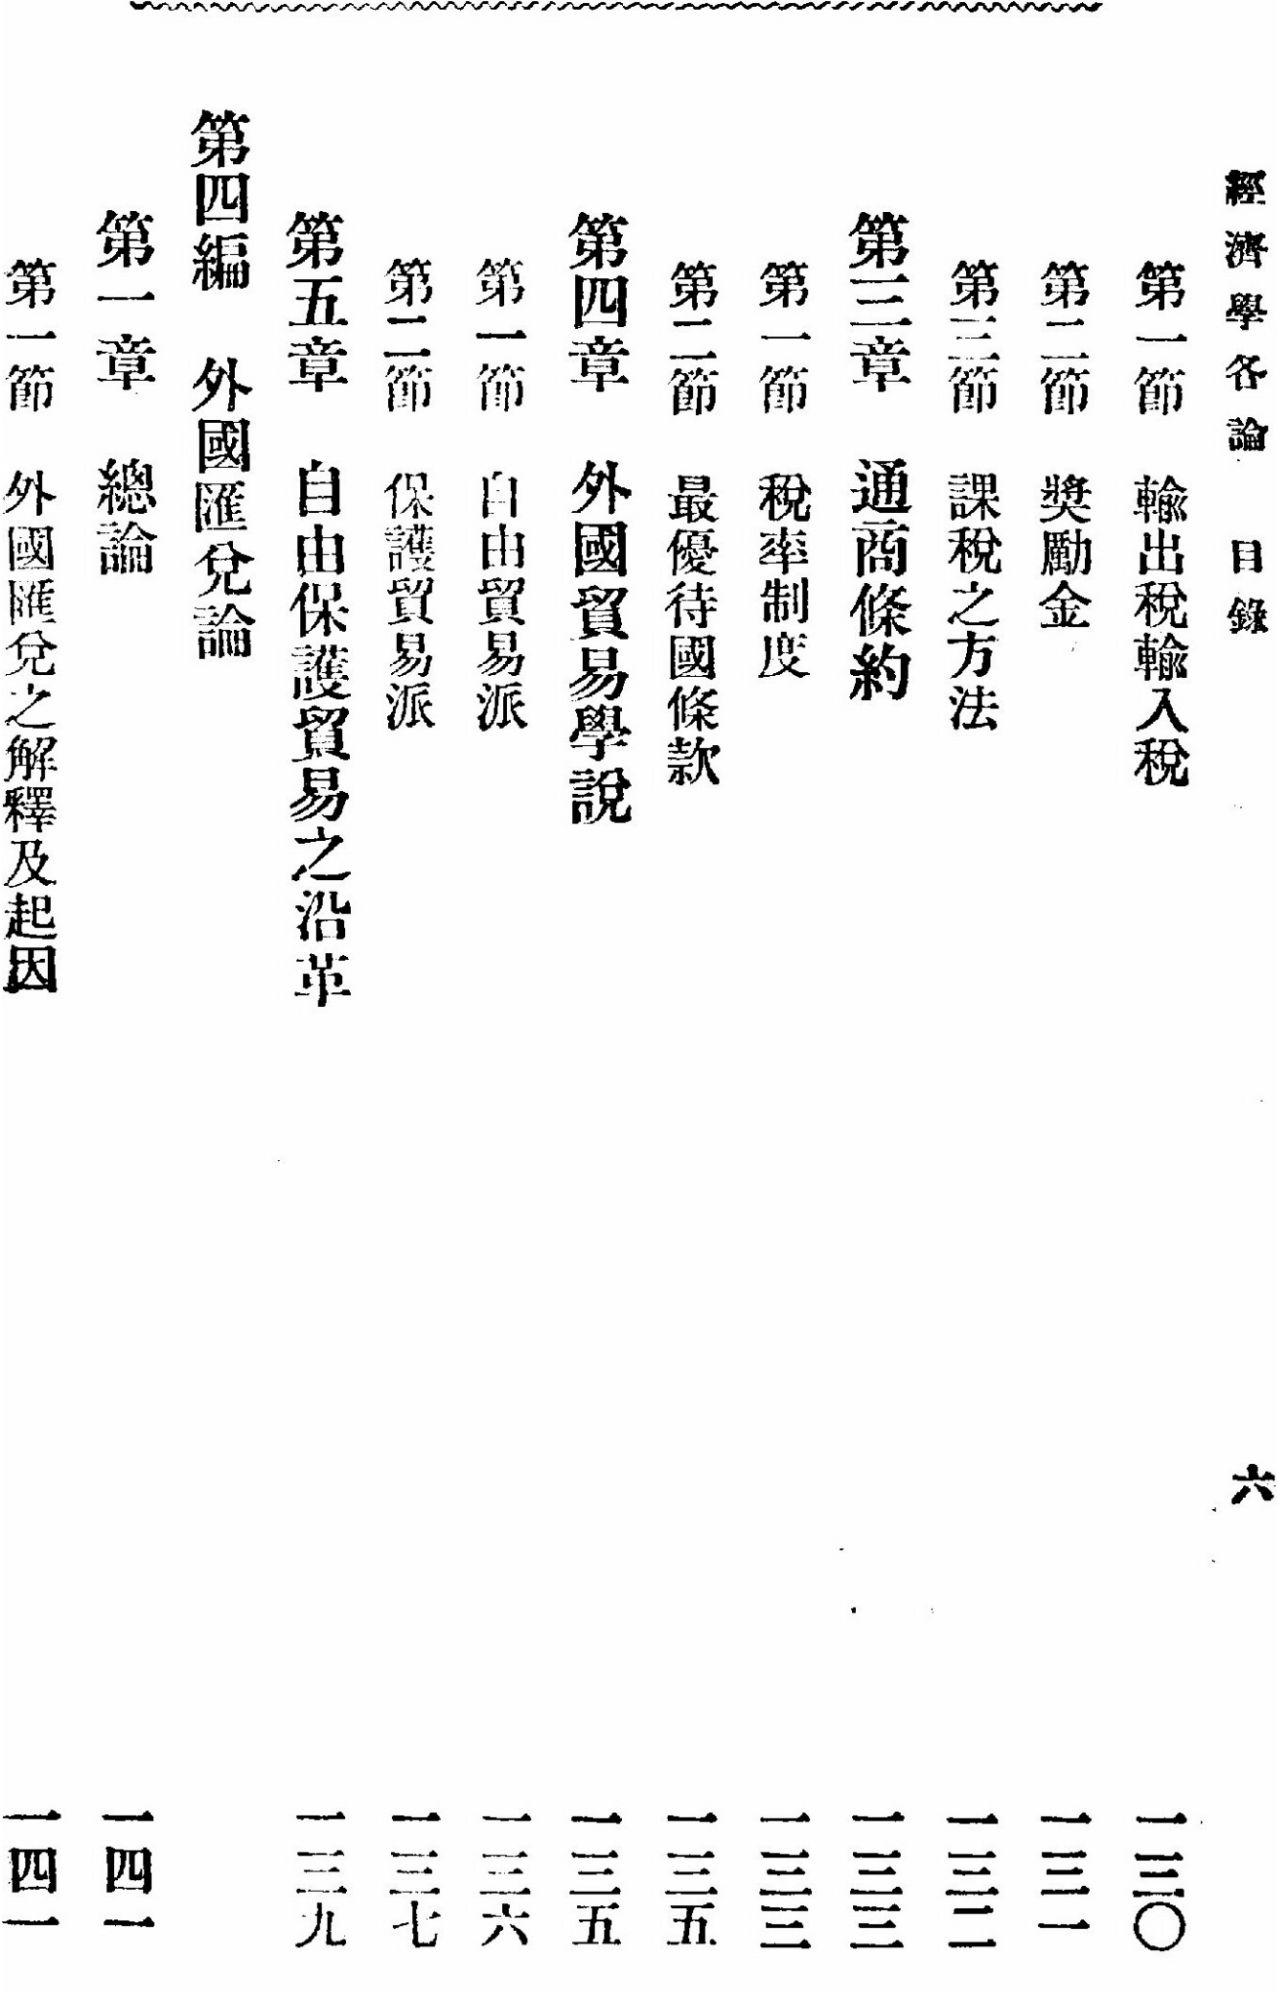 經濟學各論 目錄 六
第一節 輸出稅輸入稅 一三〇
第二節 獎勵金 一三一
第三節 課稅之方法 一三二
第三章 通商條約 一三三
第一節 稅率制度 一三三
第二節 最優待國條款 一三五
第四章 外國貿易學說 一三五
第一節 自由貿易派 一三六
第二節 保護貿易派 一三七
第五章 自由保護貿易之沿革 一三九
第四編 外國匯兌論
第一章 總論 一四一
第一節 外國匯兌之解釋及起因 一四一